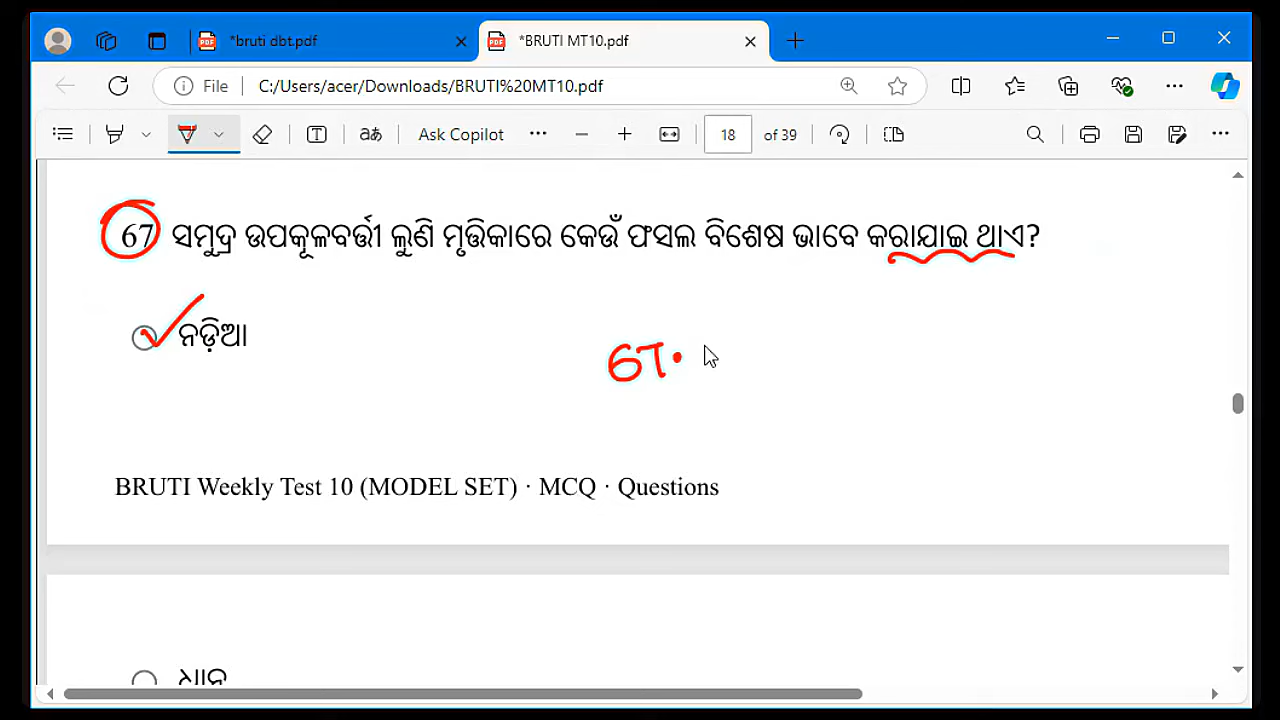 *bruti dbt.pdf
*BRUTI MT10.pdf
File C:/Users/acer/Downloads/BRUTI%20MT10.pdf
Ask Copilot 18 of 39
67 ସମୁଦ୍ର ଉପକୂଳବର୍ତ୍ତୀ ଲୁଣି ମୃତ୍ତିକାରେ କେଉଁ ଫସଲ ବିଶେଷ ଭାବେ କରାଯାଇ ଥାଏ?
ନଡ଼ିଆ
67.
BRUTI Weekly Test 10 (MODEL SET) · MCQ · Questions
ଧାନ